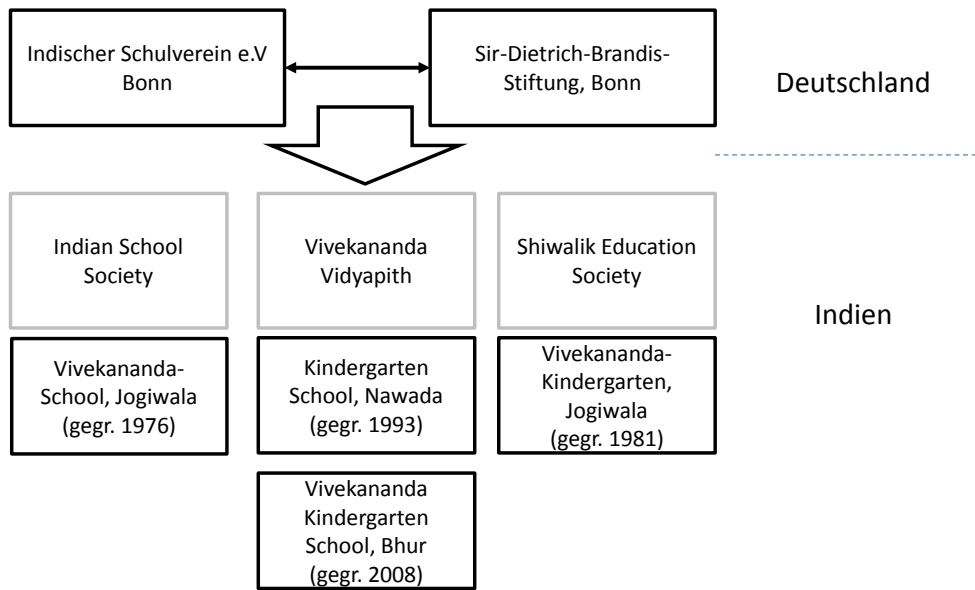 Indischer Schulverein e.V
Bonn
Sir-Dietrich-Brandis-
Stiftung, Bonn
Deutschland
Indian School
Society
Vivekananda
Vidyapith
Shiwalik Education
Society
Indien
Vivekananda-
School, Jogiwala
(gegr. 1976)
Kindergarten
School, Nawada
(gegr. 1993)
Vivekananda-
Kindergarten,
Jogiwala
(gegr. 1981)
Vivekananda
Kindergarten
School, Bhur
(gegr. 2008)